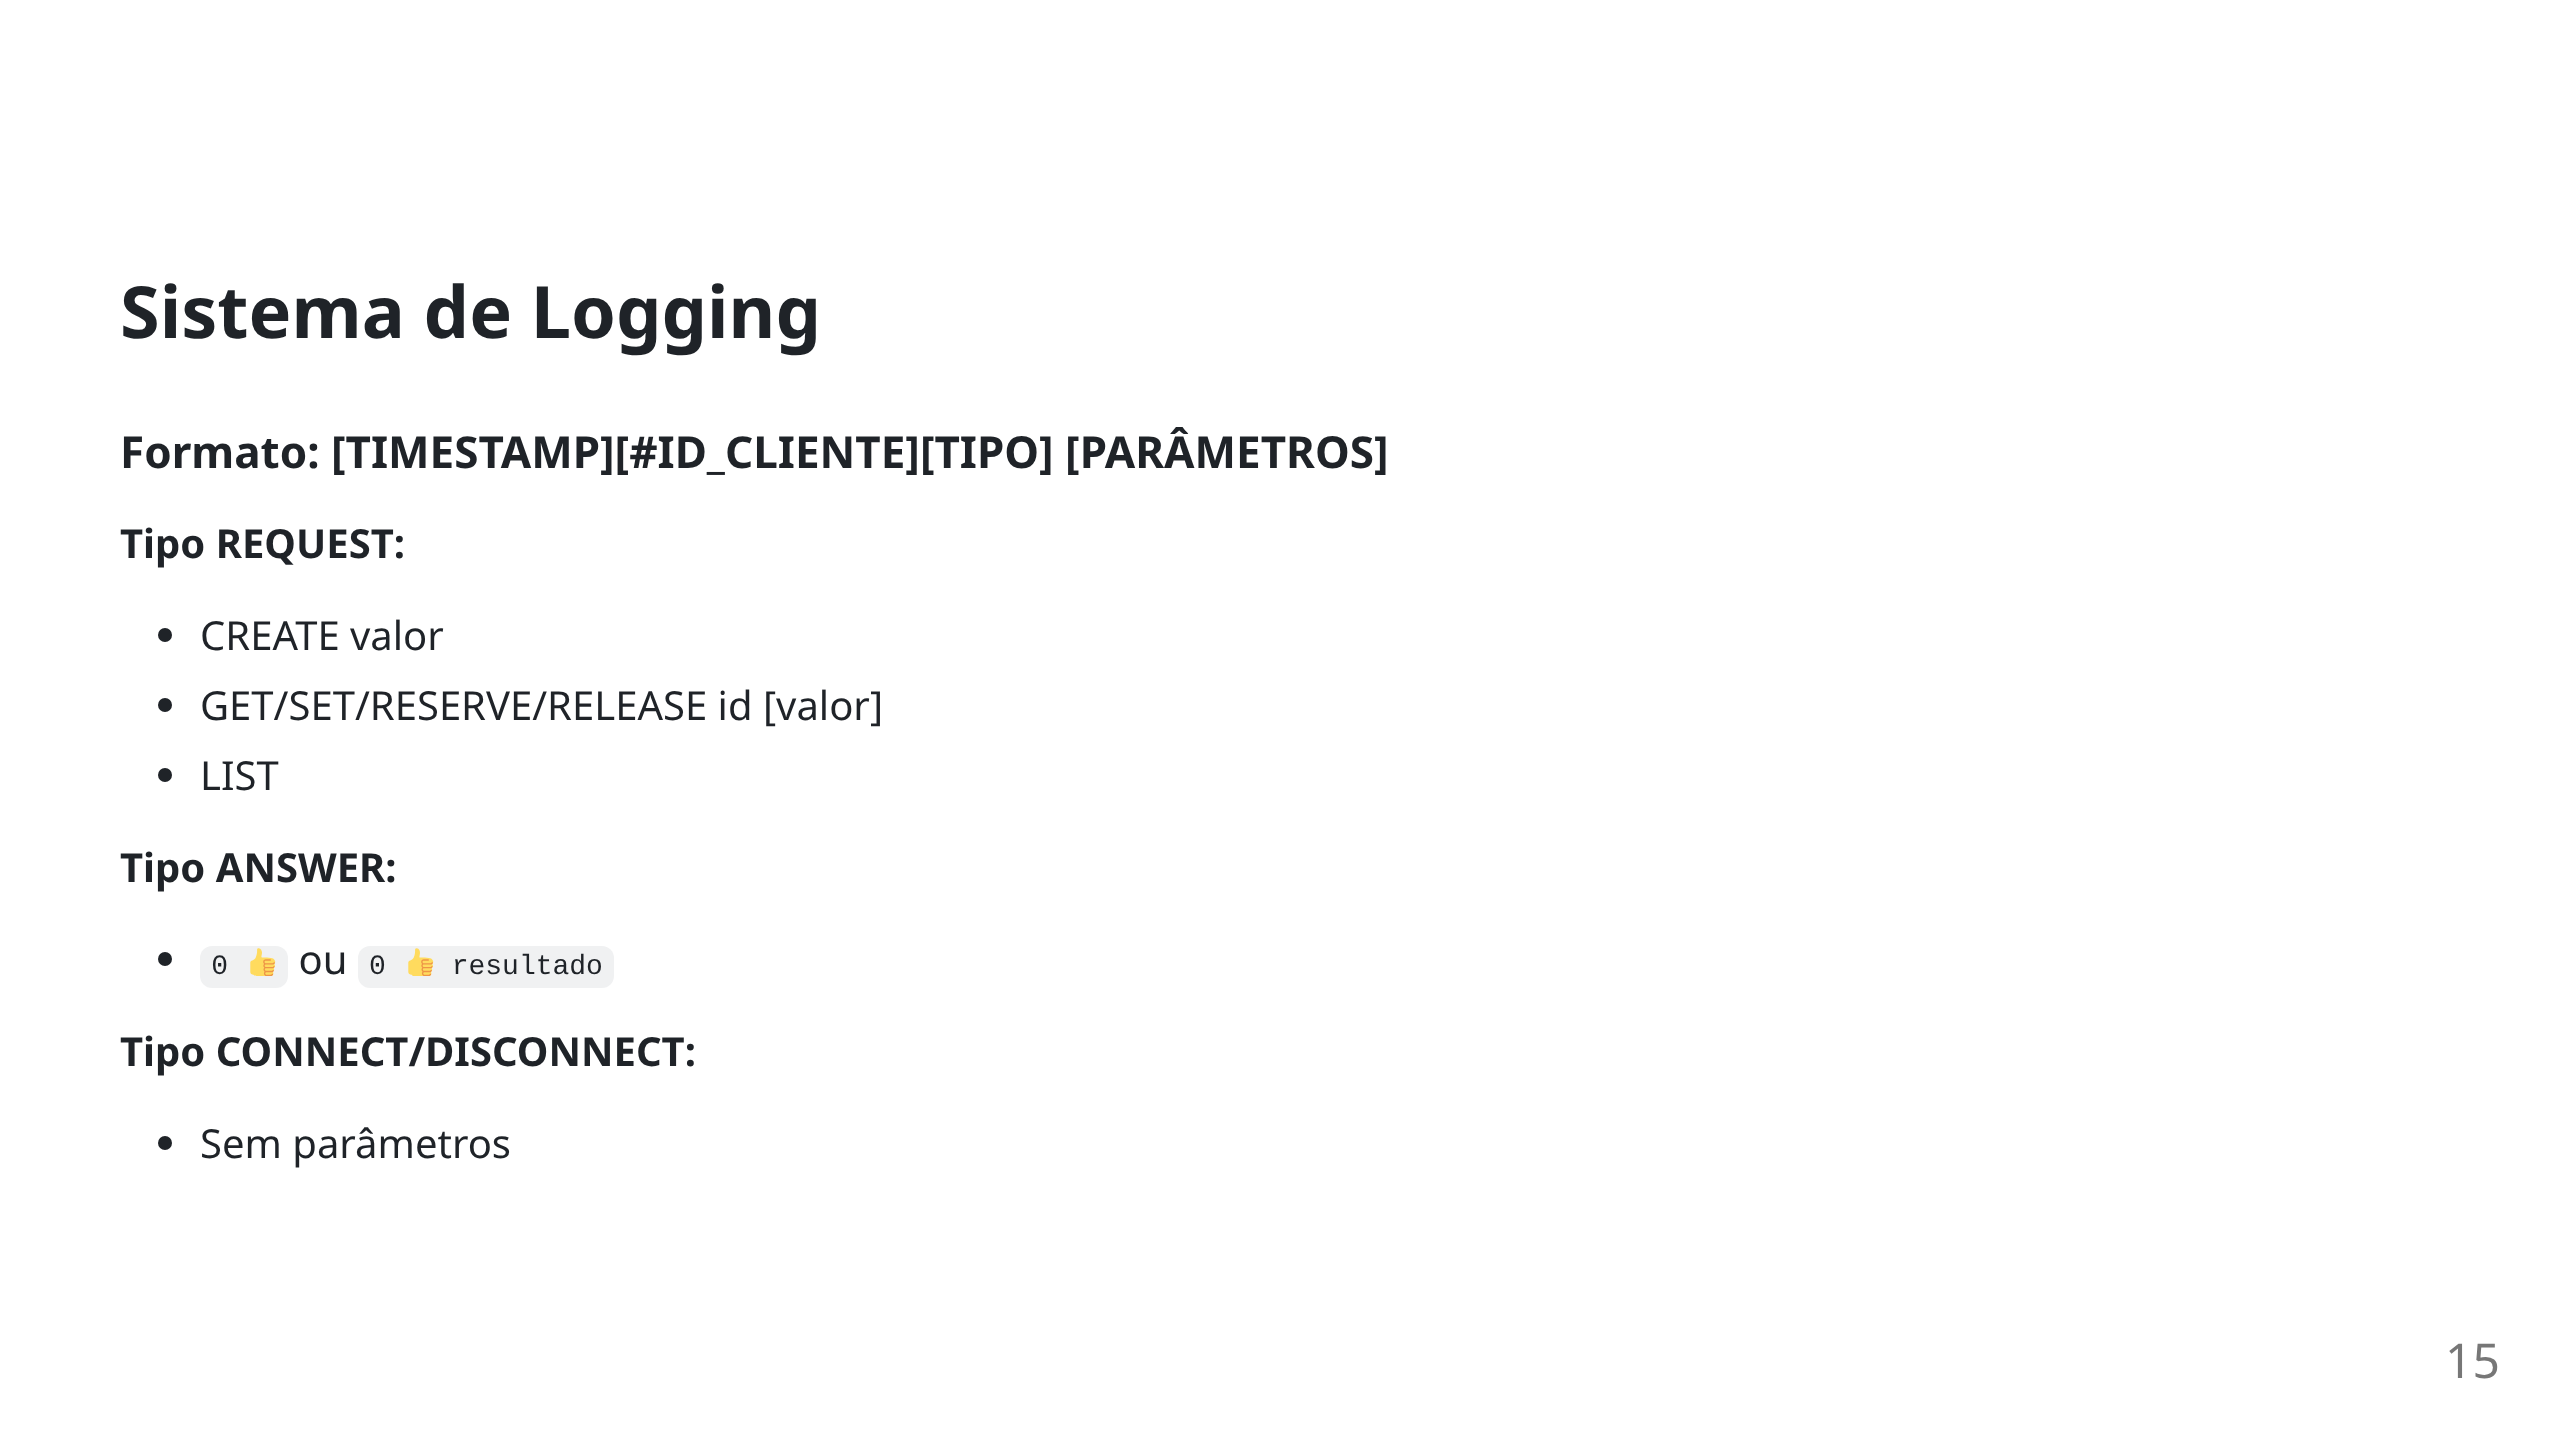 Sistema de Logging
Formato: [TIMESTAMP][#ID_CLIENTE][TIPO] [PARÂMETROS]
Tipo REQUEST:
CREATE valor
GET/SET/RESERVE/RELEASE id [valor]
LIST
Tipo ANSWER:
0 👍 ou 0 👍 resultado
Tipo CONNECT/DISCONNECT:
Sem parâmetros
15